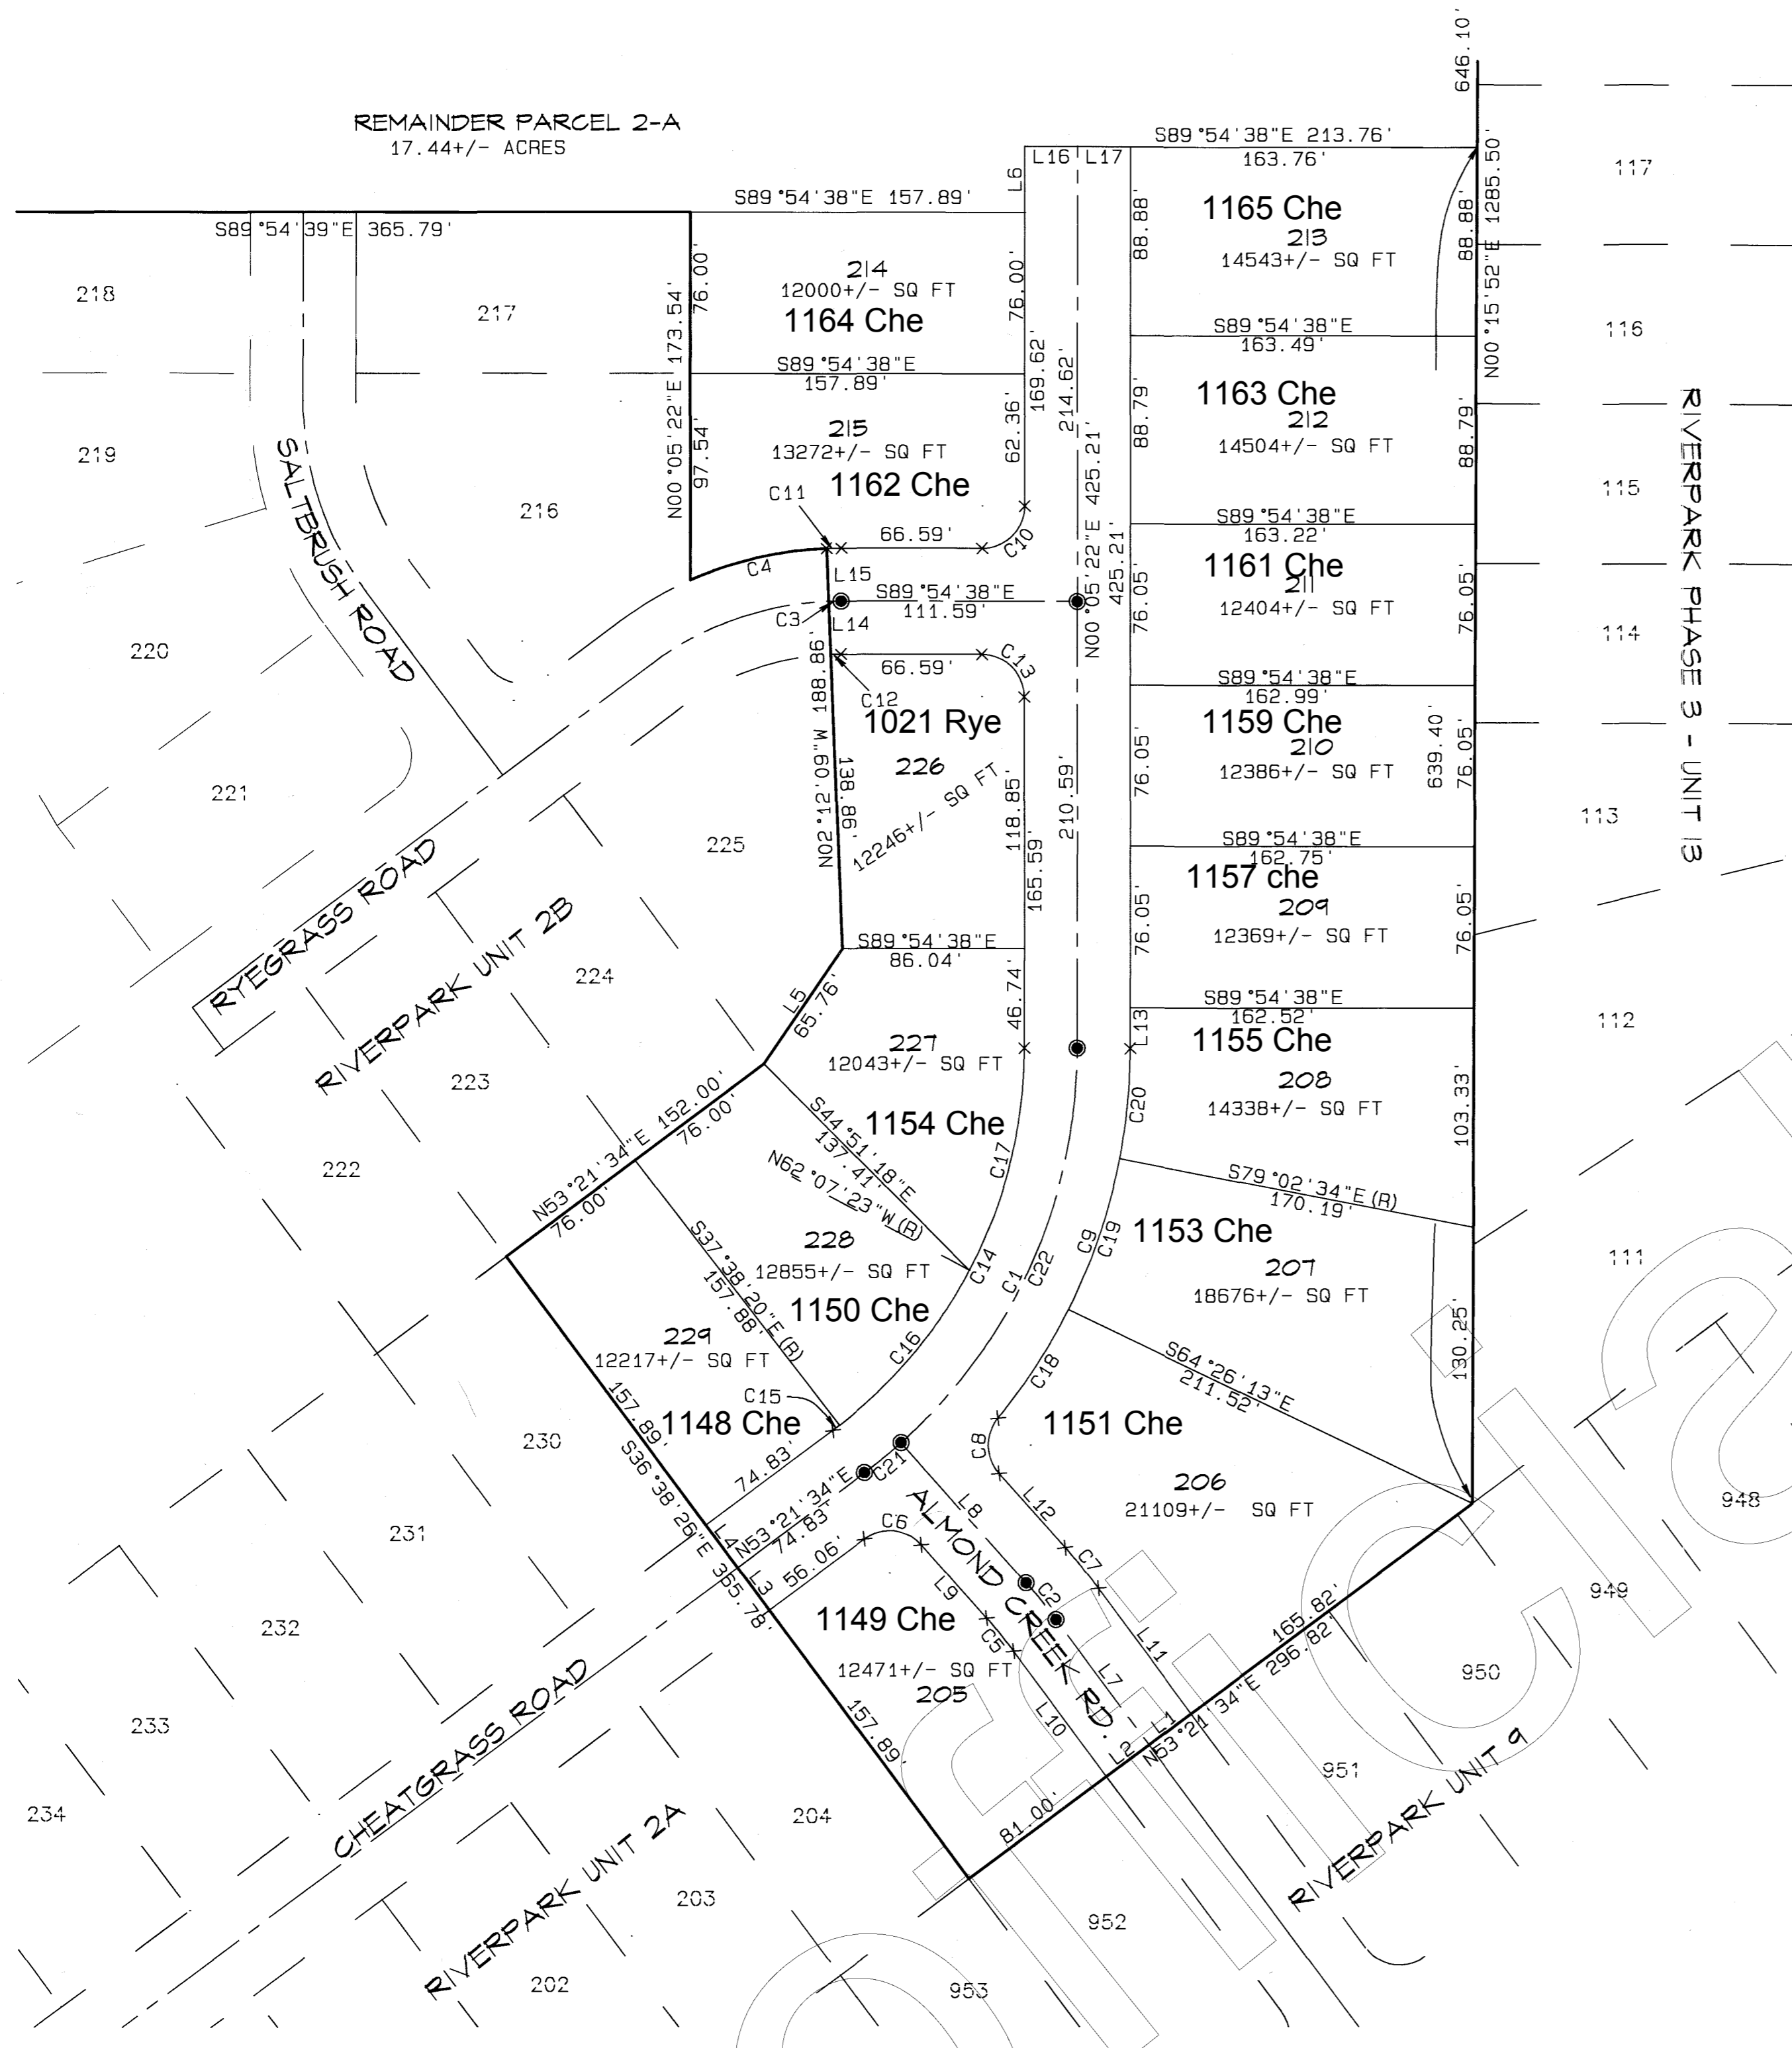 646.10'
REMAINDER PARCEL 2-A
17.44+/- ACRES
S89°54'38"E 213.76'
163.76'
L16 L17
L6
N00°15'52"E 1285.50'
117
S89°54'38"E 157.89'
S89°54'39"E 365.79'
1165 Che
213
14543+/- SQ FT
88.88'
88.88'
218
217
76.00'
N00°05'22"E 173.54'
214
12000+/- SQ FT
1164 Che
76.00'
S89°54'38"E
163.49'
116
S89°54'38"E
157.89'
169.62'
214.62'
1163 Che
212
14504+/- SQ FT
88.79'
88.79'
219
SALTBRUSH ROAD
216
97.54'
215
13272+/- SQ FT
1162 Che
62.36'
C11
66.59'
C10
C4
N00°05'22"E 425.21'
425.21'
S89°54'38"E
163.22'
115
RIVERPARK PHASE 3 - UNIT 13
L15
S89°54'38"E
111.59'
C3
L14
1161 Che
211
12404+/- SQ FT
76.05'
76.05'
114
220
66.59'
C13
C12
S89°54'38"E
162.99'
1021 Rye
226
12246+/- SQ FT
N02°12'09"W 188.86'
138.86'
118.85'
165.59'
210.59'
1159 Che
210
12386+/- SQ FT
76.05'
639.40'
76.05'
221
225
113
S89°54'38"E
162.75'
1157 che
209
12369+/- SQ FT
76.05'
76.05'
RYEGRASS ROAD
RIVERPARK UNIT 2B
224
S89°54'38"E
86.04'
L5
65.76'
46.74'
S89°54'38"E
162.52'
L13
112
223
227
12043+/- SQ FT
1155 Che
208
14338+/- SQ FT
103.33'
C20
N53°21'34"E 152.00'
76.00'
76.00'
1154 Che
S44°51'18"E
137.41'
N62°07'23"W (R)
C17
222
S79°02'34"E (R)
170.19'
1153 Che
207
18676+/- SQ FT
C9
C19
111
S37°38'20"E (R)
157.88'
228
12855+/- SQ FT
1150 Che
C14
C1
C22
130.25'
229
12217+/- SQ FT
C16
C18
S64°26'13"E
211.52'
C15
1148 Che
157.89'
S36°38'26"E 365.78'
74.83'
1151 Che
C8
230
C21
206
21109+/- SQ FT
948
L4
N53°21'34"E
74.83'
L8
L12
231
C6
L3
56.06'
ALMOND CREEK RD.
C7
C2
L9
949
232
1149 Che
C5
12471+/- SQ FT
205
L11
L7
L10
165.82'
N53°21'34"E 296.82'
950
233
CHEATGRASS ROAD
157.89'
L1
L2
951
RIVERPARK UNIT 9
234
204
81.00'
RIVERPARK UNIT 2A
203
952
202
953